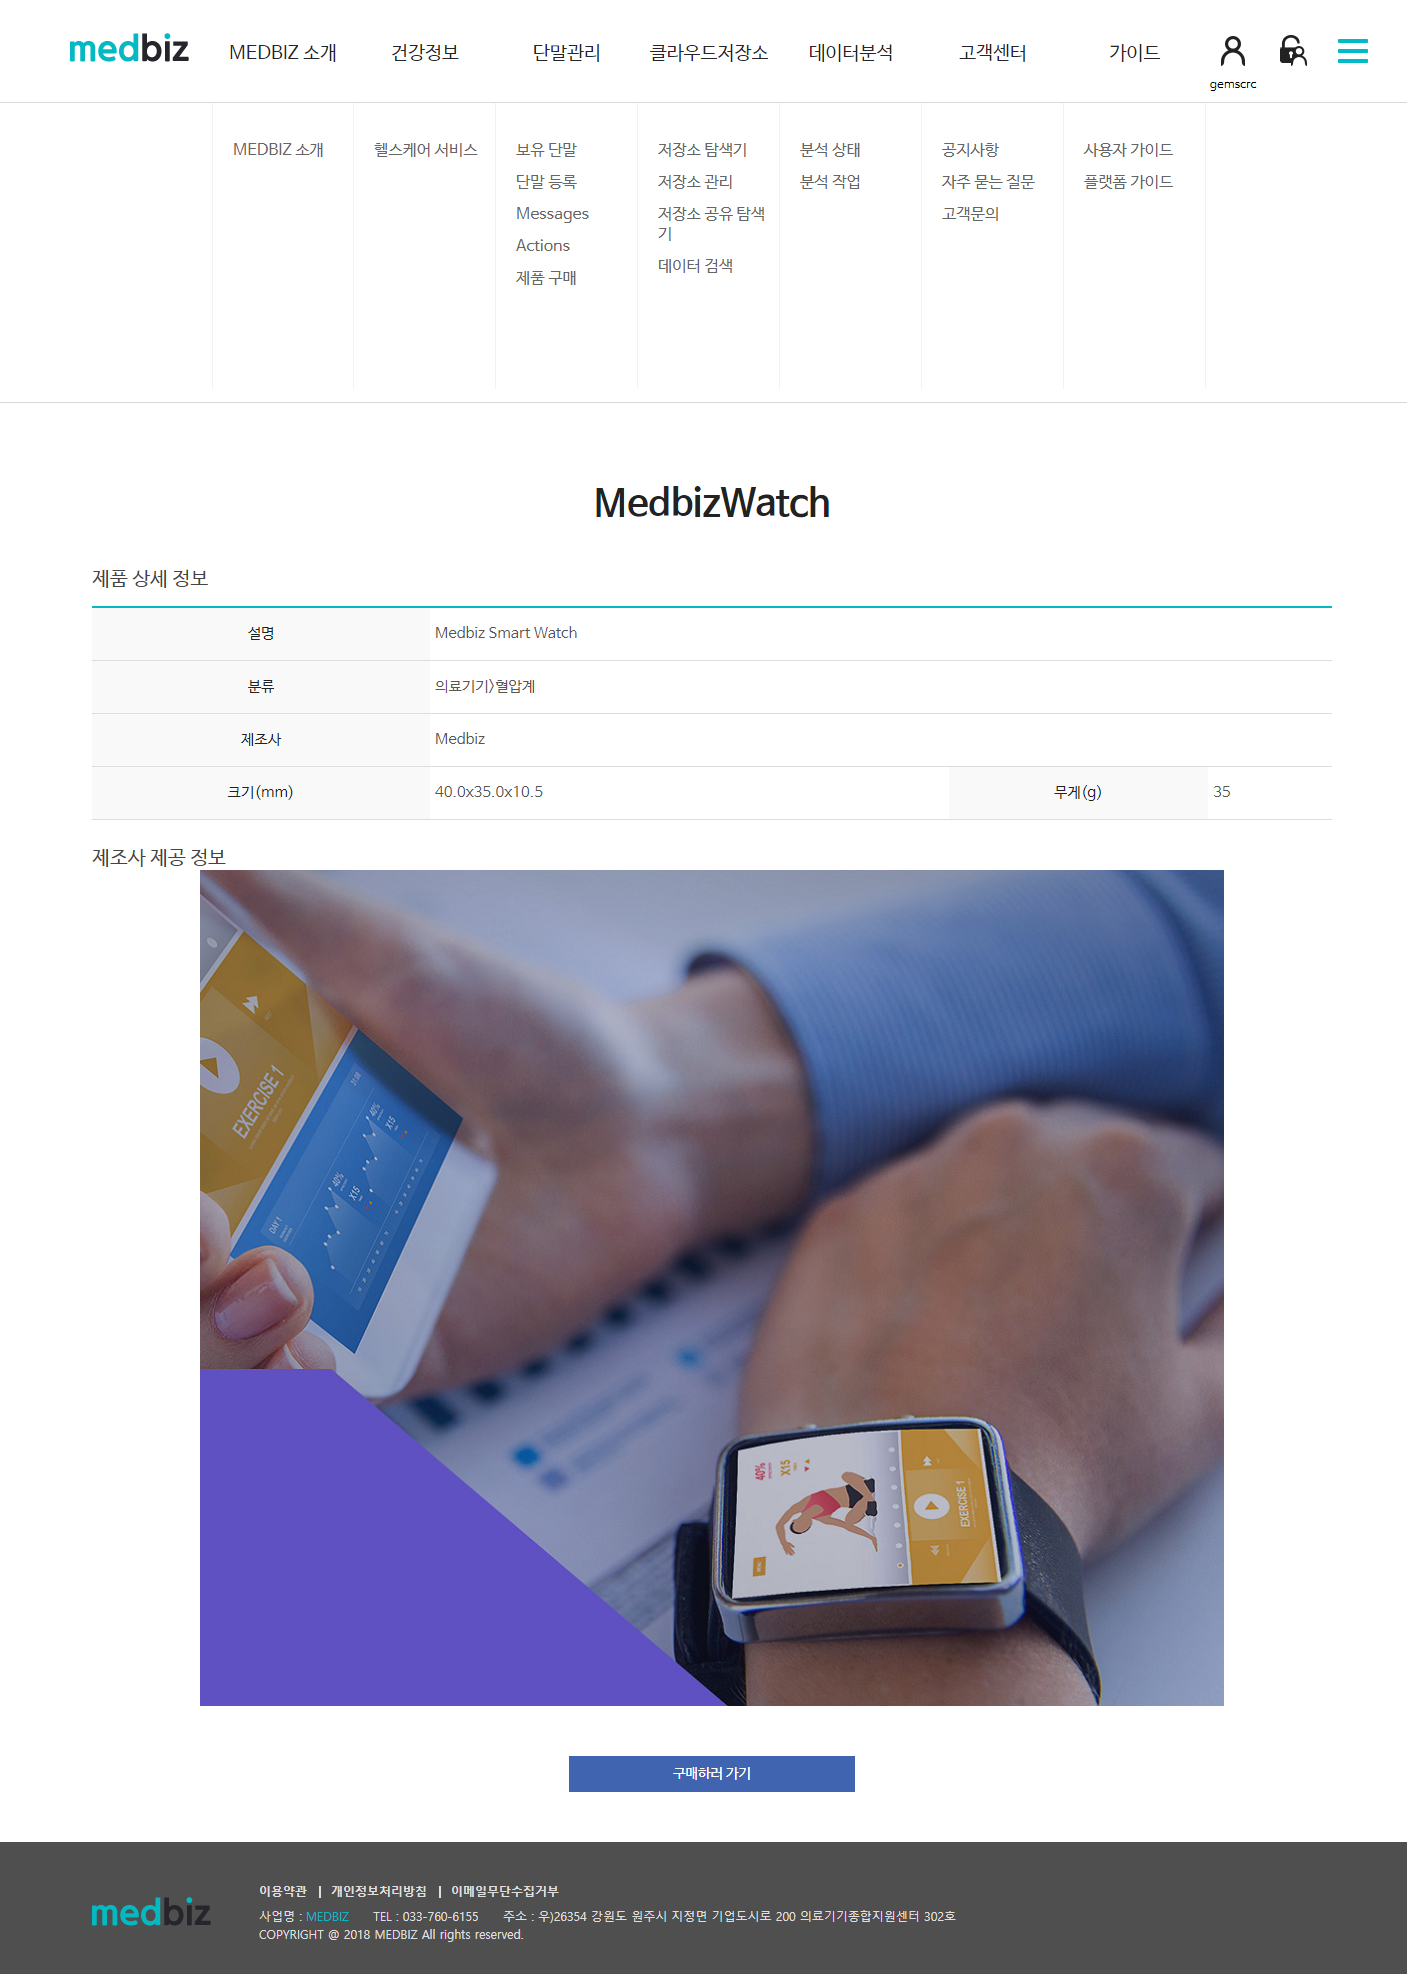 medbiz
MEDBIZ 소개
건강정보
단말관리
클라우드저장소
데이터분석
고객센터
가이드
gemscrc
MEDBIZ 소개
헬스케어 서비스
보유 단말
단말 등록
Messages
Actions
제품 구매
저장소 탐색기
저장소 관리
저장소 공유 탐색
기
데이터 검색
분석 상태
분석 작업
공지사항
자주 묻는 질문
고객문의
사용자 가이드
플랫폼 가이드
MedbizWatch
제품 상세 정보
설명 Medbiz Smart Watch
분류 의료기기>혈압계
제조사 Medbiz
크기(mm) 40.0x35.0x10.5 무게(g) 35
제조사 제공 정보
EXERCISE 1
40%
X15
40%
X15
DAY 1
40%
X15
EXERCISE 1
구매하러 가기
medbiz
이용약관 | 개인정보처리방침 | 이메일무단수집거부
사업명 : MEDBIZ TEL : 033-760-6155 주소 : 우)26354 강원도 원주시 지정면 기업도시로 200 의료기기종합지원센터 302호
COPYRIGHT @ 2018 MEDBIZ All rights reserved.